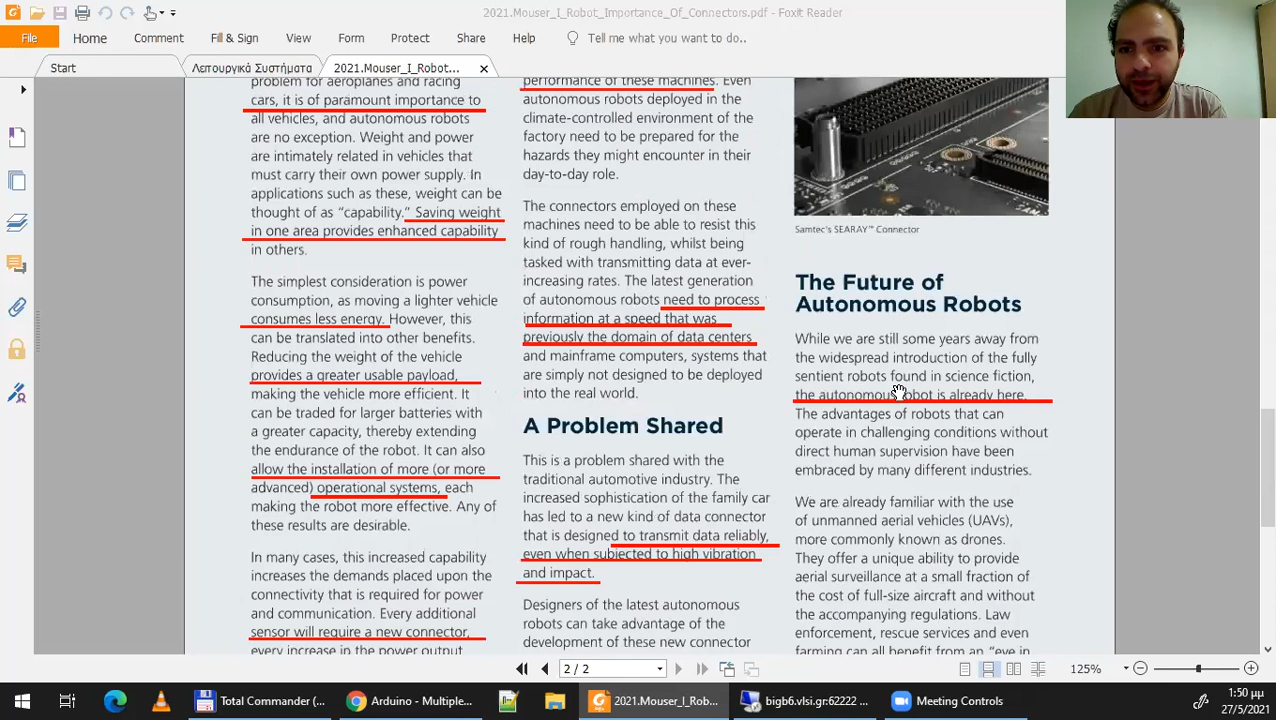 2021.Mouser_I_Robot_Importance_Of_Connectors.pdf - Foxit Reader
File
Home
Comment
Fill & Sign
View
Form
Protect
Share
Help
Tell me what you want to do..
Start
Λειτουργικά Συστήματα
2021.Mouser_I_Robot...
problem for aeroplanes and racing
cars, it is of paramount importance to
all vehicles, and autonomous robots
are no exception. Weight and power
are intimately related in vehicles that
must carry their own power supply. In
applications such as these, weight can be
thought of as “capability.” Saving weight
in one area provides enhanced capability
in others.
The simplest consideration is power
consumption, as moving a lighter vehicle
consumes less energy. However, this
can be translated into other benefits.
Reducing the weight of the vehicle
provides a greater usable payload,
making the vehicle more efficient. It
can be traded for larger batteries with
a greater capacity, thereby extending
the endurance of the robot. It can also
allow the installation of more (or more
advanced) operational systems, each
making the robot more effective. Any of
these results are desirable.
In many cases, this increased capability
increases the demands placed upon the
connectivity that is required for power
and communication. Every additional
sensor will require a new connector,
every increase in the power output
performance of these machines. Even
autonomous robots deployed in the
climate-controlled environment of the
factory need to be prepared for the
hazards they might encounter in their
day-to-day role.
The connectors employed on these
machines need to be able to resist this
kind of rough handling, whilst being
tasked with transmitting data at ever-
increasing rates. The latest generation
of autonomous robots need to process
information at a speed that was
previously the domain of data centers
and mainframe computers, systems that
are simply not designed to be deployed
into the real world.
A Problem Shared
This is a problem shared with the
traditional automotive industry. The
increased sophistication of the family car
has led to a new kind of data connector
that is designed to transmit data reliably,
even when subjected to high vibration
and impact.
Designers of the latest autonomous
robots can take advantage of the
development of these new connector
Samtec's SEARAY™ Connector
The Future of
Autonomous Robots
While we are still some years away from
the widespread introduction of the fully
sentient robots found in science fiction,
the autonomous robot is already here.
The advantages of robots that can
operate in challenging conditions without
direct human supervision have been
embraced by many different industries.
We are already familiar with the use
of unmanned aerial vehicles (UAVs),
more commonly known as drones.
They offer a unique ability to provide
aerial surveillance at a small fraction of
the cost of full-size aircraft and without
the accompanying regulations. Law
enforcement, rescue services and even
farming can all benefit from an “eye in
2 / 2
125%
Total Commander (...
Arduino - Multiple...
2021.Mouser_I_Rob...
bigb6.vlsi.gr:62222 ...
Meeting Controls
1:50 μμ
27/5/2021